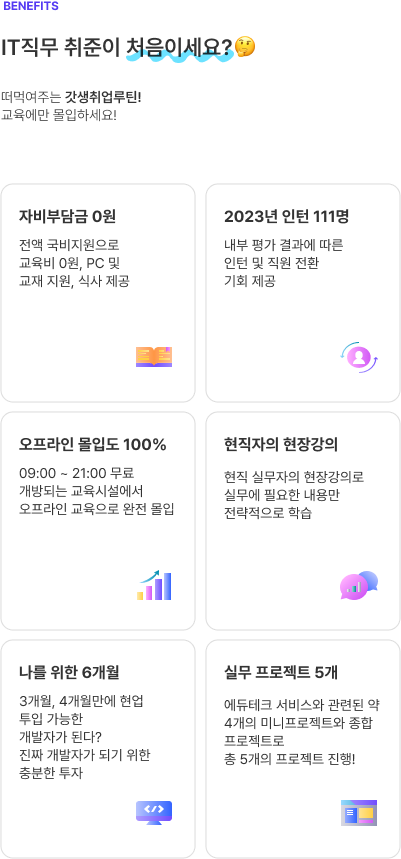 BENEFITS
IT직무 취준이 처음이세요?🤔
떠먹여주는 갓생취업루틴!
교육에만 몰입하세요!
자비부담금 0원
전액 국비지원으로
교육비 0원, PC 및
교재 지원, 식사 제공
2023년 인턴 111명
내부 평가 결과에 따른
인턴 및 직원 전환
기회 제공
오프라인 몰입도 100%
09:00 ~ 21:00 무료
개방되는 교육시설에서
오프라인 교육으로 완전 몰입
현직자의 현장강의
현직 실무자의 현장강의로
실무에 필요한 내용만
전략적으로 학습
나를 위한 6개월
3개월, 4개월만에 현업
투입 가능한
개발자가 된다?
진짜 개발자가 되기 위한
충분한 투자
실무 프로젝트 5개
에듀테크 서비스와 관련된 약
4개의 미니프로젝트와 종합
프로젝트로
총 5개의 프로젝트 진행!